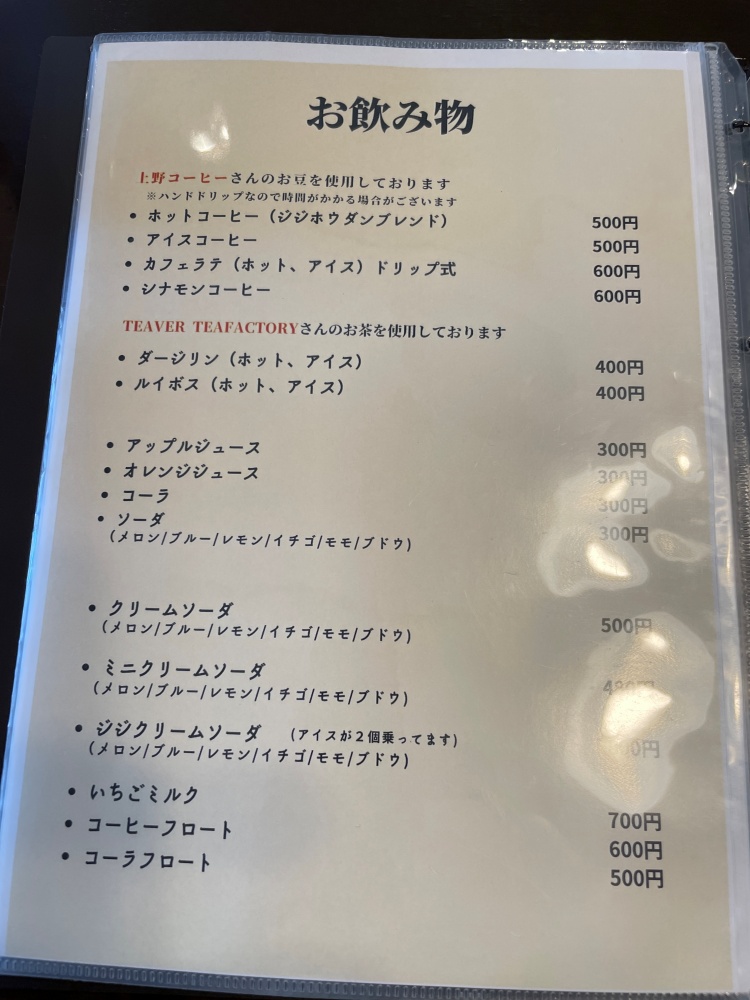 お飲み物
上野コーヒーさんのお豆を使用しております
※ハンドドリップなので時間がかかる場合がございます
• ホットコーヒー（ジジホウダンブレンド） 500円
• アイスコーヒー 500円
• カフェラテ（ホット、アイス）ドリップ式 600円
• シナモンコーヒー 600円
TEAVER TEAFACTORYさんのお茶を使用しております
• ダージリン（ホット、アイス） 400円
• ルイボス（ホット、アイス） 400円
• アップルジュース 300円
• オレンジジュース 300円
• コーラ 300円
• ソーダ 300円
（メロン/ブルー/レモン/イチゴ/モモ/ブドウ）
• クリームソーダ 500円
（メロン/ブルー/レモン/イチゴ/モモ/ブドウ）
• ミニクリームソーダ
（メロン/ブルー/レモン/イチゴ/モモ/ブドウ）
• ジジクリームソーダ （アイスが２個乗ってます）
（メロン/ブルー/レモン/イチゴ/モモ/ブドウ）
• いちごミルク 700円
• コーヒーフロート 600円
• コーラフロート 500円